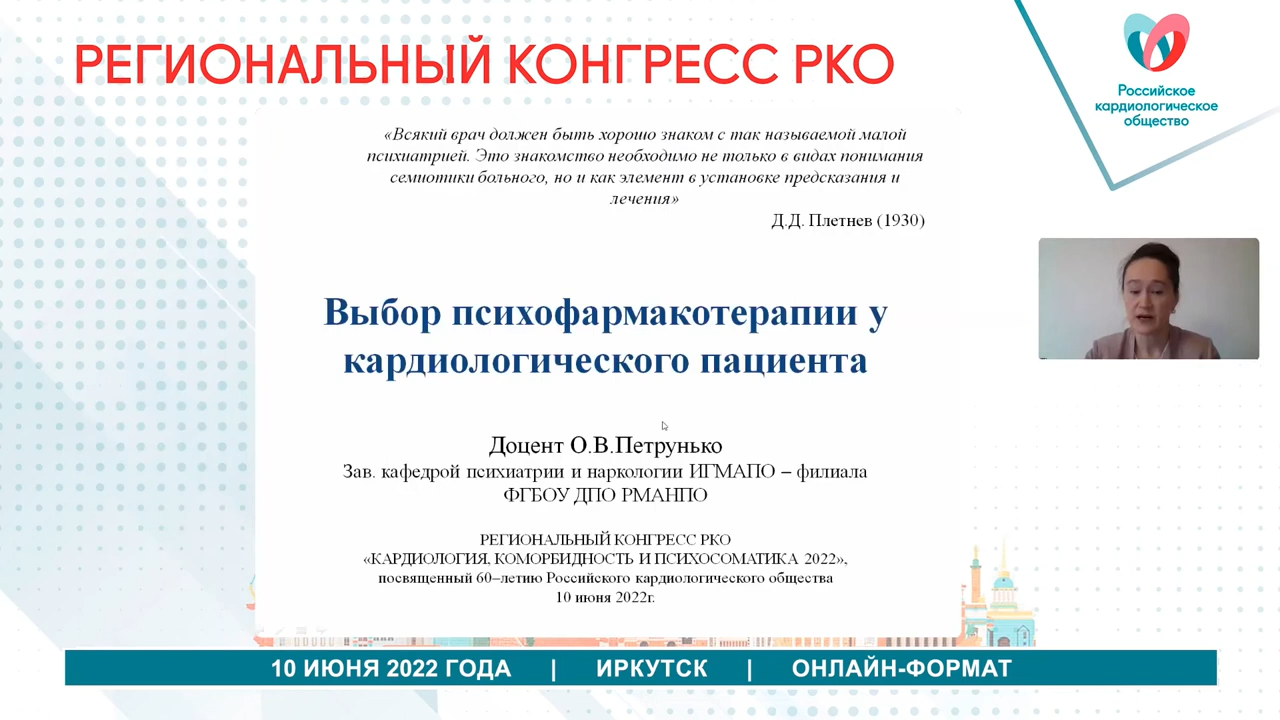 РЕГИОНАЛЬНЫЙ КОНГРЕСС РКО
Российское
кардиологическое
общество
«Всякий врач должен быть хорошо знаком с так называемой малой
психиатрией. Это знакомство необходимо не только в видах понимания
семиотики больного, но и как элемент в установке предсказания и
лечения»
Д.Д. Плетнев (1930)
Выбор психофармакотерапии у
кардиологического пациента
Доцент О.В.Петрунько
Зав. кафедрой психиатрии и наркологии ИГМАПО – филиала
ФГБОУ ДПО РМАНПО
РЕГИОНАЛЬНЫЙ КОНГРЕСС РКО
«КАРДИОЛОГИЯ, КОМОРБИДНОСТЬ И ПСИХОСОМАТИКА 2022»,
посвященный 60–летию Российского кардиологического общества
10 июня 2022г.
10 ИЮНЯ 2022 ГОДА | ИРКУТСК | ОНЛАЙН-ФОРМАТ